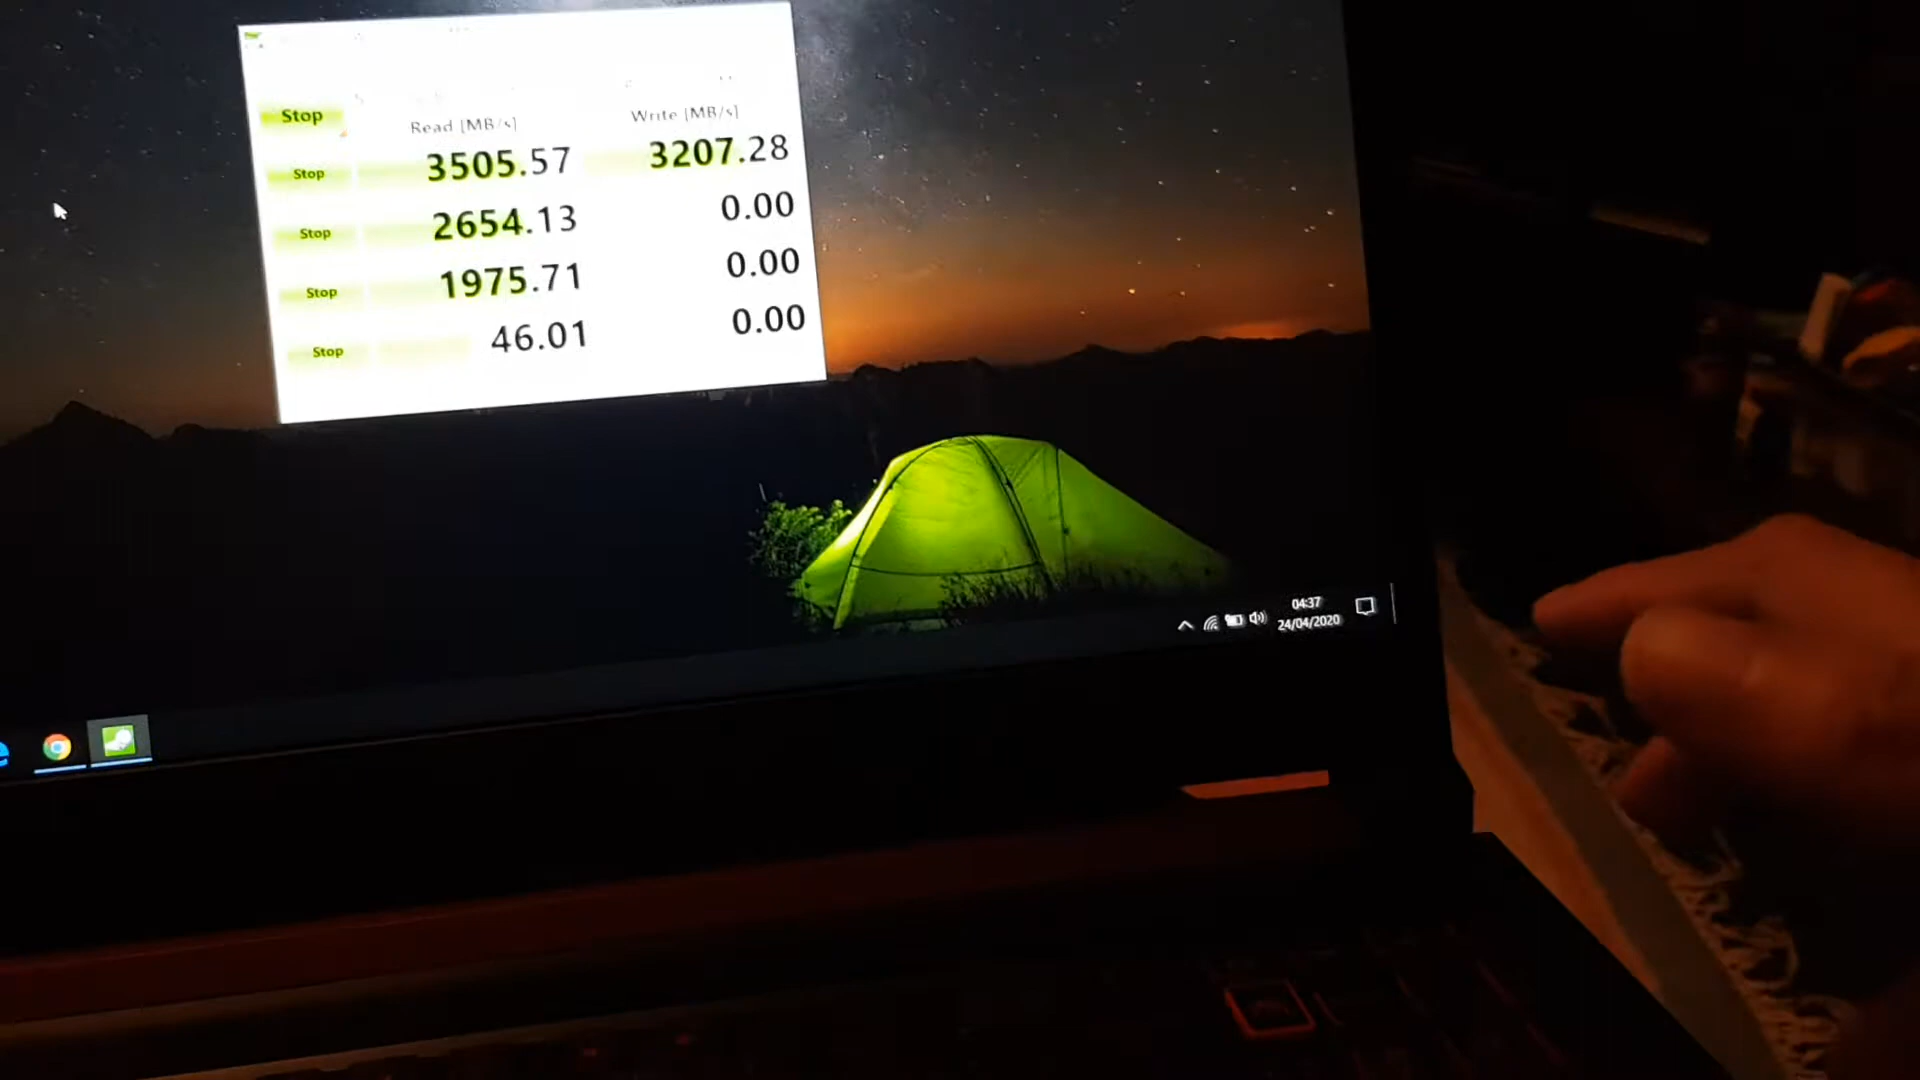 Stop
Read [MB/s] Write [MB/s]
Stop 3505.57 3207.28
Stop 2654.13 0.00
Stop 1975.71 0.00
Stop 46.01 0.00
04:37
24/04/2020